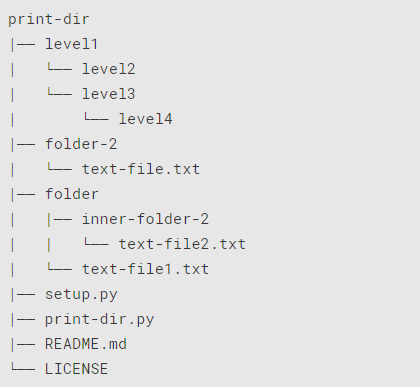 print-dir
|── level1
|   └── level2
|   └── level3
|       └── level4
|── folder-2
|   └── text-file.txt
|── folder
|   |── inner-folder-2
|   |   └── text-file2.txt
|   └── text-file1.txt
|── setup.py
|── print-dir.py
|── README.md
└── LICENSE